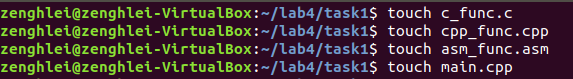 zenghlei@zenghlei-VirtualBox:~/lab4/task1$ touch c_func.c
zenghlei@zenghlei-VirtualBox:~/lab4/task1$ touch cpp_func.cpp
zenghlei@zenghlei-VirtualBox:~/lab4/task1$ touch asm_func.asm
zenghlei@zenghlei-VirtualBox:~/lab4/task1$ touch main.cpp